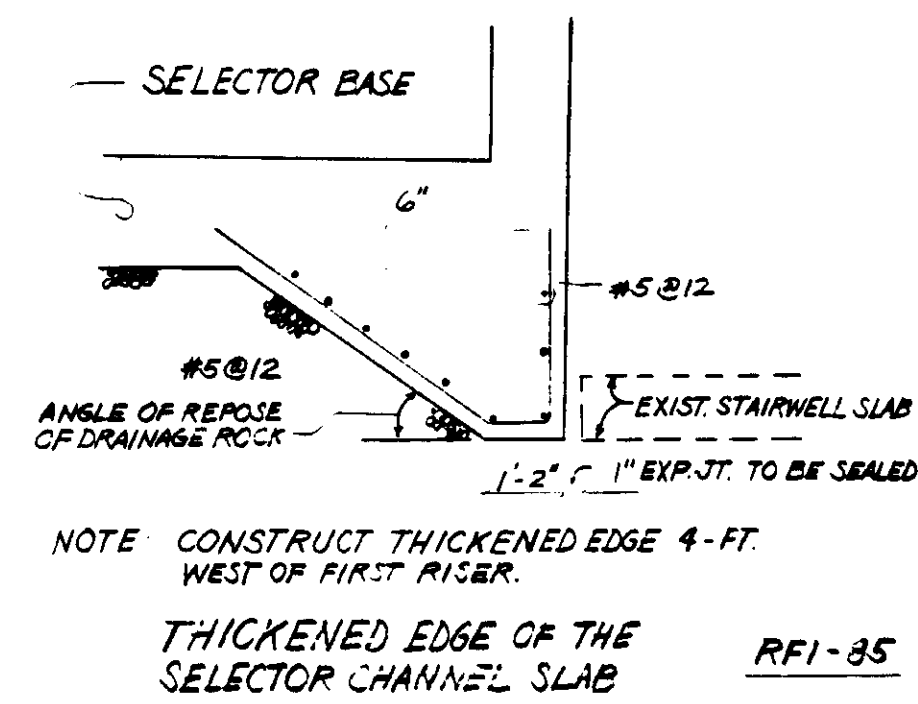 SELECTOR BASE
6"
#5@12
#5@12
ANGLE OF REPOSE
OF DRAINAGE ROCK
EXIST. STAIRWELL SLAB
1'-2" 1" EXP. JT. TO BE SEALED
NOTE CONSTRUCT THICKENED EDGE 4-FT.
WEST OF FIRST RISER.
THICKENED EDGE OF THE
SELECTOR CHANNEL SLAB
RFI-85